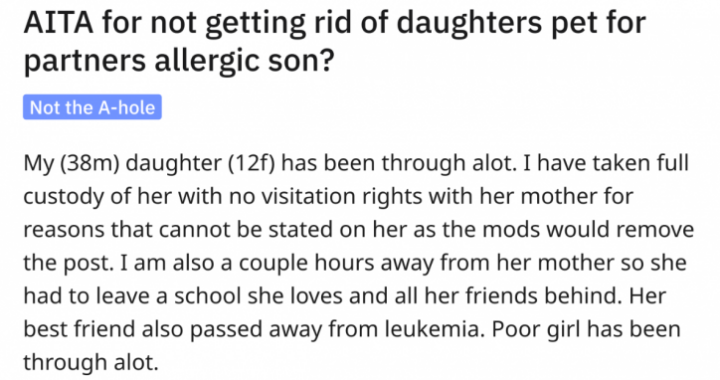 AITA for not getting rid of daughters pet for
partners allergic son?
Not the A-hole
My (38m) daughter (12f) has been through alot. I have taken full
custody of her with no visitation rights with her mother for
reasons that cannot be stated on her as the mods would remove
the post. I am also a couple hours away from her mother so she
had to leave a school she loves and all her friends behind. Her
best friend also passed away from leukemia. Poor girl has been
through alot.